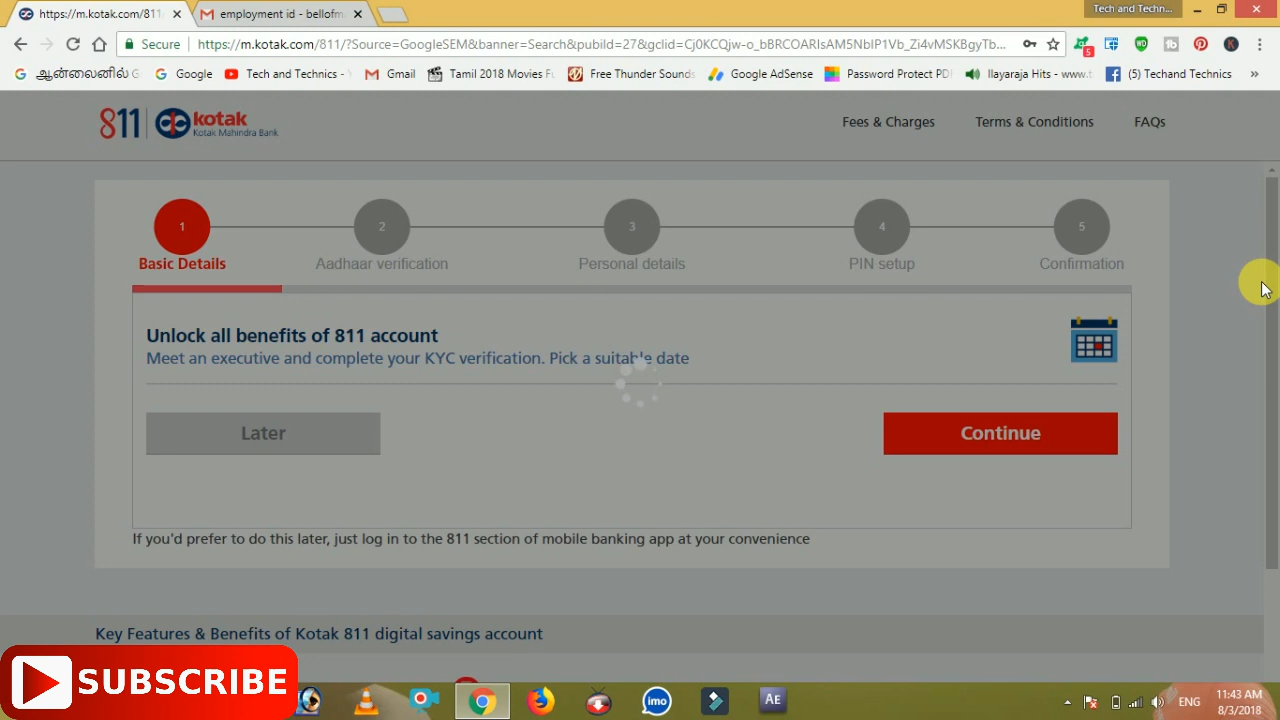 https://m.kotak.com/811/
employment id - bellofm
Tech and Techn...
Secure
https://m.kotak.com/811/?Source=GoogleSEM&banner=Search&pubiId=27&gclid=Cj0KCQjw-o_bBRCOARIsAM5NbIP1Vb_Zi4vMSKBgyTb...
5
WD
tb
K
ஆன்லைனில்
Google
Tech and Technics -
Gmail
Tamil 2018 Movies
Free Thunder Sounds
Google AdSense
Password Protect PD
Ilayaraja Hits - www.
(5) Techand Technics
»
811 kotak
Kotak Mahindra Bank
Fees & Charges
Terms & Conditions
FAQs
1
2
3
4
5
Basic Details
Aadhaar verification
Personal details
PIN setup
Confirmation
Unlock all benefits of 811 account
Meet an executive and complete your KYC verification. Pick a suitable date
Later
Continue
If you'd prefer to do this later, just log in to the 811 section of mobile banking app at your convenience
Key Features & Benefits of Kotak 811 digital savings account
SUBSCRIBE
imo
AE
ENG
11:43 AM
8/3/2018